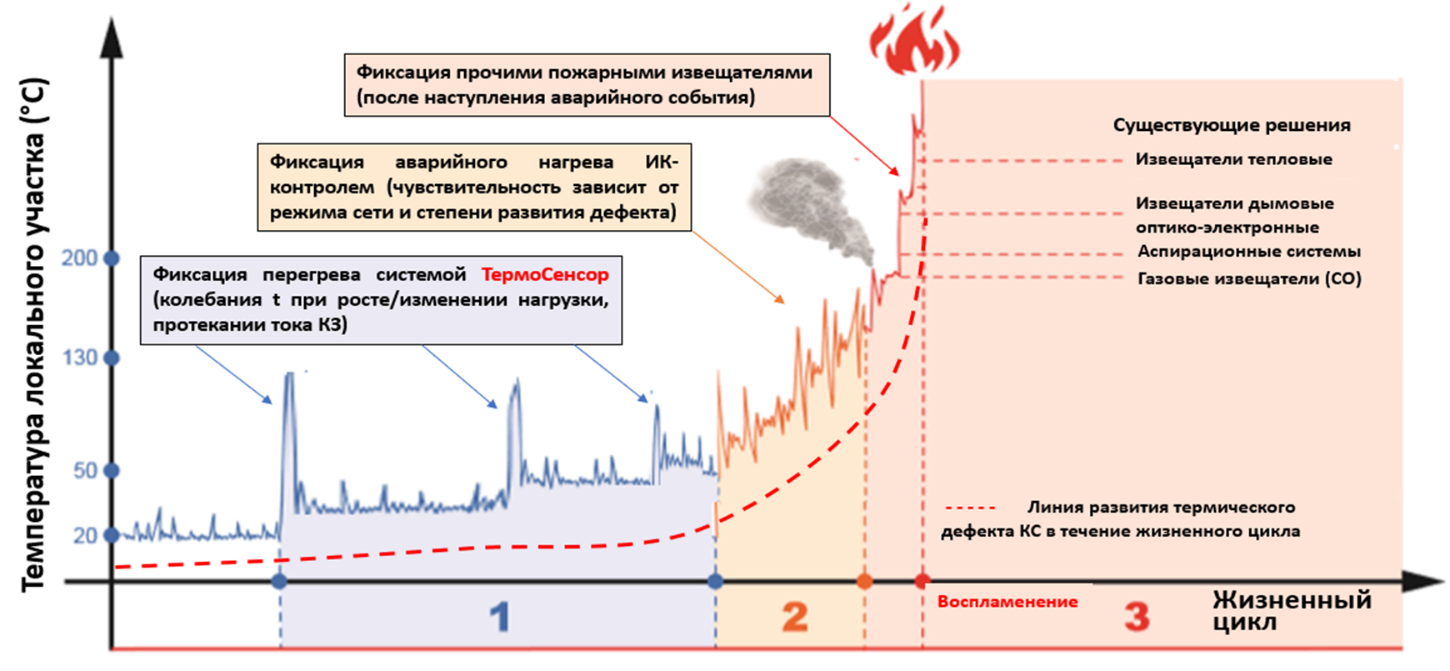 Температура локального участка (°C)
Фиксация прочими пожарными извещателями
(после наступления аварийного события)
Существующие решения
Извещатели тепловые
Фиксация аварийного нагрева ИК-
контролем (чувствительность зависит от
режима сети и степени развития дефекта)
Извещатели дымовые
оптико-электронные
Аспирационные системы
Газовые извещатели (СО)
200
Фиксация перегрева системой ТермоСенсор
(колебания t при росте/изменении нагрузки,
протекании тока КЗ)
130
50
20
Линия развития термического
дефекта КС в течение жизненного цикла
1
2
Воспламенение
3
Жизненный
цикл